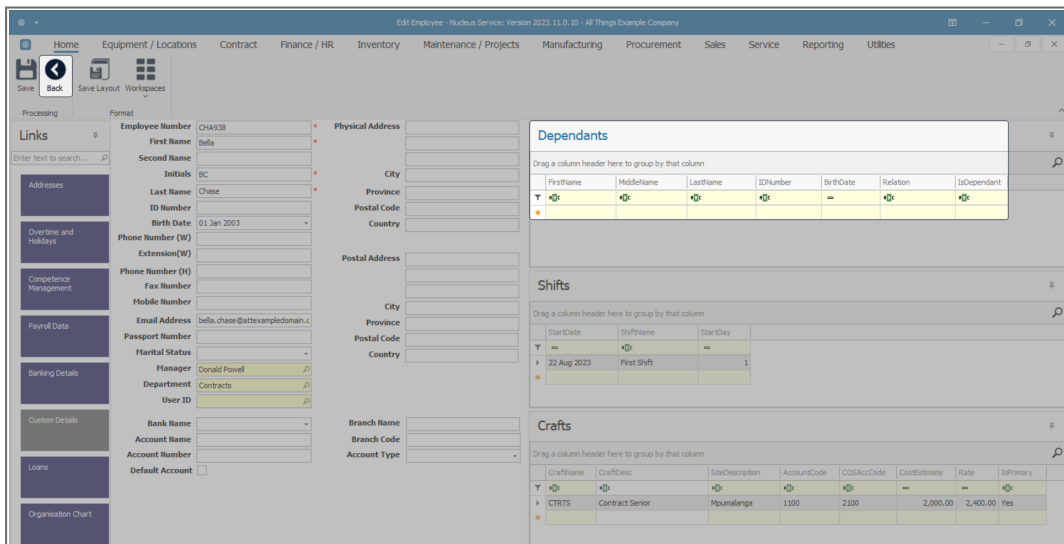 Edit Employee - Nucleus Service: Version 2023.11.0.10 - All Things Example Company
Home Equipment / Locations Contract Finance / HR Inventory Maintenance / Projects Manufacturing Procurement Sales Service Reporting Utilities
Save Back Save Layout Workspaces
Processing Format
Links
Enter text to search...
Addresses
Overtime and
Holidays
Competence
Management
Payroll Data
Banking Details
Custom Details
Loans
Organisation Chart
Employee Number CHA938 *
First Name Bella *
Second Name
Initials BC *
Last Name Chase *
ID Number
Birth Date 01 Jan 2003
Phone Number (W)
Extension(W)
Phone Number (H)
Fax Number
Mobile Number
Email Address bella.chase@attexampledomain.c
Passport Number
Marital Status
Manager Donald Powell
Department Contracts
User ID
Bank Name
Account Name
Account Number
Default Account
Physical Address
City
Province
Postal Code
Country
Postal Address
City
Province
Postal Code
Country
Branch Name
Branch Code
Account Type
Dependants
Drag a column header here to group by that column
FirstName MiddleName LastName IDNumber BirthDate Relation IsDependant
=
Shifts
Drag a column header here to group by that column
StartDate ShiftName StartDay
= =
22 Aug 2023 First Shift 1
Crafts
Drag a column header here to group by that column
CraftName CraftDesc SiteDescription AccountCode COSAccCode CostEstimate Rate IsPrimary
= =
CTRTS Contract Senior Mpumalanga 1100 2100 2,000.00 2,400.00 Yes